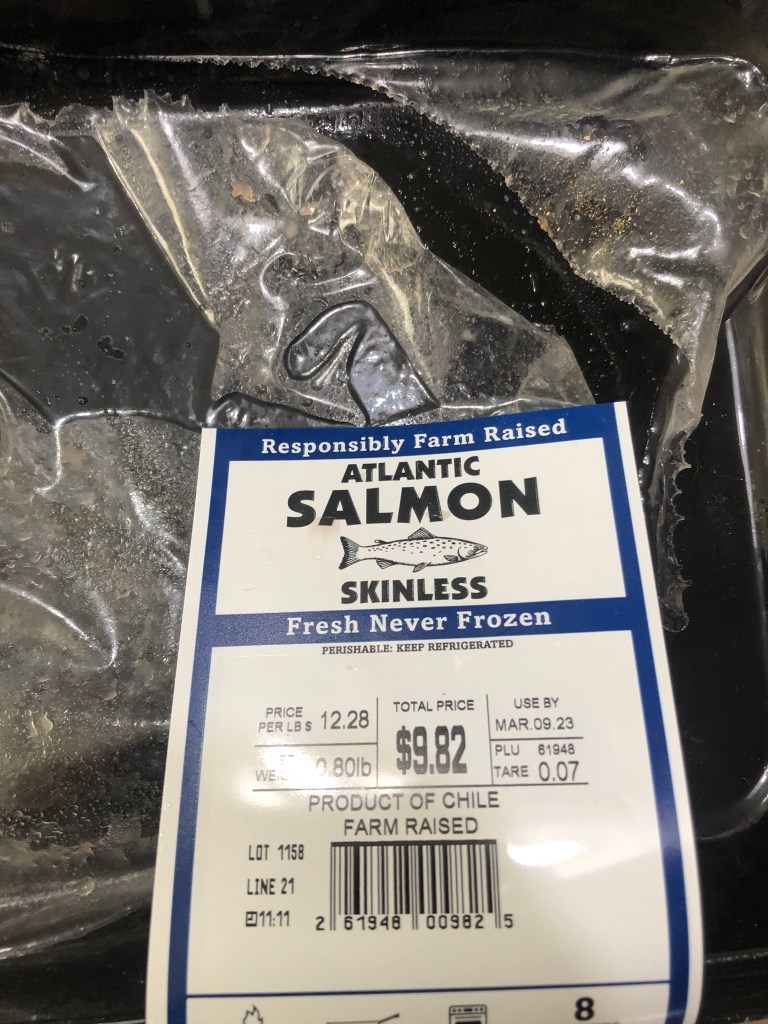 Responsibly Farm Raised
ATLANTIC
SALMON
SKINLESS
Fresh Never Frozen
PERISHABLE: KEEP REFRIGERATED
PRICE PER LB $ 12.28
TOTAL PRICE
$9.82
USE BY
MAR.09.23
0.80lb
PLU 61948
TARE 0.07
PRODUCT OF CHILE
FARM RAISED
LOT 1158
LINE 21
11:11
2 61948 00982 5
8